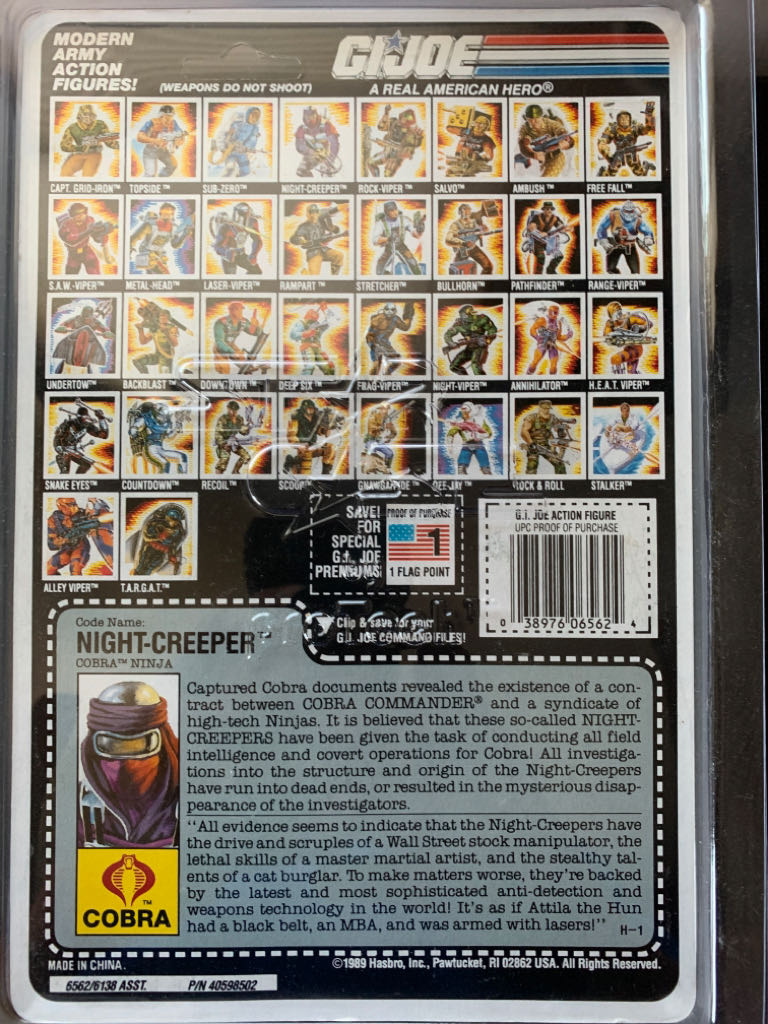 MODERN
ARMY
ACTION
FIGURES!
(WEAPONS DO NOT SHOOT)
GI JOE
A REAL AMERICAN HERO®
CAPT. GRID-IRON™ TOPSIDE™ SUB-ZERO™ NIGHT-CREEPER™ ROCK-VIPER™ SALVO™ AMBUSH™ FREE FALL™
S.A.W.-VIPER™ METAL-HEAD™ LASER-VIPER™ RAMPART™ STRETCHER™ BULLHORN™ PATHFINDER™ RANGE-VIPER™
UNDERTOW™ BACKBLAST™ DOWNTOWN™ DEEP SIX™ FRAG-VIPER™ NIGHT-VIPER™ ANNIHILATOR™ H.E.A.T. VIPER™
SNAKE EYES™ COUNTDOWN™ RECOIL™ SCOOP™ GNAWGAHYDE™ DEE-JAY™ ROCK & ROLL™ STALKER™
ALLEY VIPER™ T.A.R.G.A.T.™
SAVE!
FOR
SPECIAL
G.I. JOE
PREMIUMS!
PROOF OF PURCHASE
1
1 FLAG POINT
G.I. JOE ACTION FIGURE
UPC PROOF OF PURCHASE
0 38976 06562 4
Clip & save for your
G.I. JOE COMMAND FILES!
Code Name:
NIGHT-CREEPER™
COBRA™ NINJA
Captured Cobra documents revealed the existence of a con-
tract between COBRA COMMANDER® and a syndicate of
high-tech Ninjas. It is believed that these so-called NIGHT-
CREEPERS have been given the task of conducting all field
intelligence and covert operations for Cobra! All investiga-
tions into the structure and origin of the Night-Creepers
have run into dead ends, or resulted in the mysterious disap-
pearance of the investigators.
"All evidence seems to indicate that the Night-Creepers have
the drive and scruples of a Wall Street stock manipulator, the
lethal skills of a master martial artist, and the stealthy tal-
ents of a cat burglar. To make matters worse, they're backed
by the latest and most sophisticated anti-detection and
weapons technology in the world! It's as if Attila the Hun
had a black belt, an MBA, and was armed with lasers!"
H-1
™
COBRA
MADE IN CHINA.
©1989 Hasbro, Inc., Pawtucket, RI 02862 USA. All Rights Reserved.
6562/6138 ASST. P/N 40598502